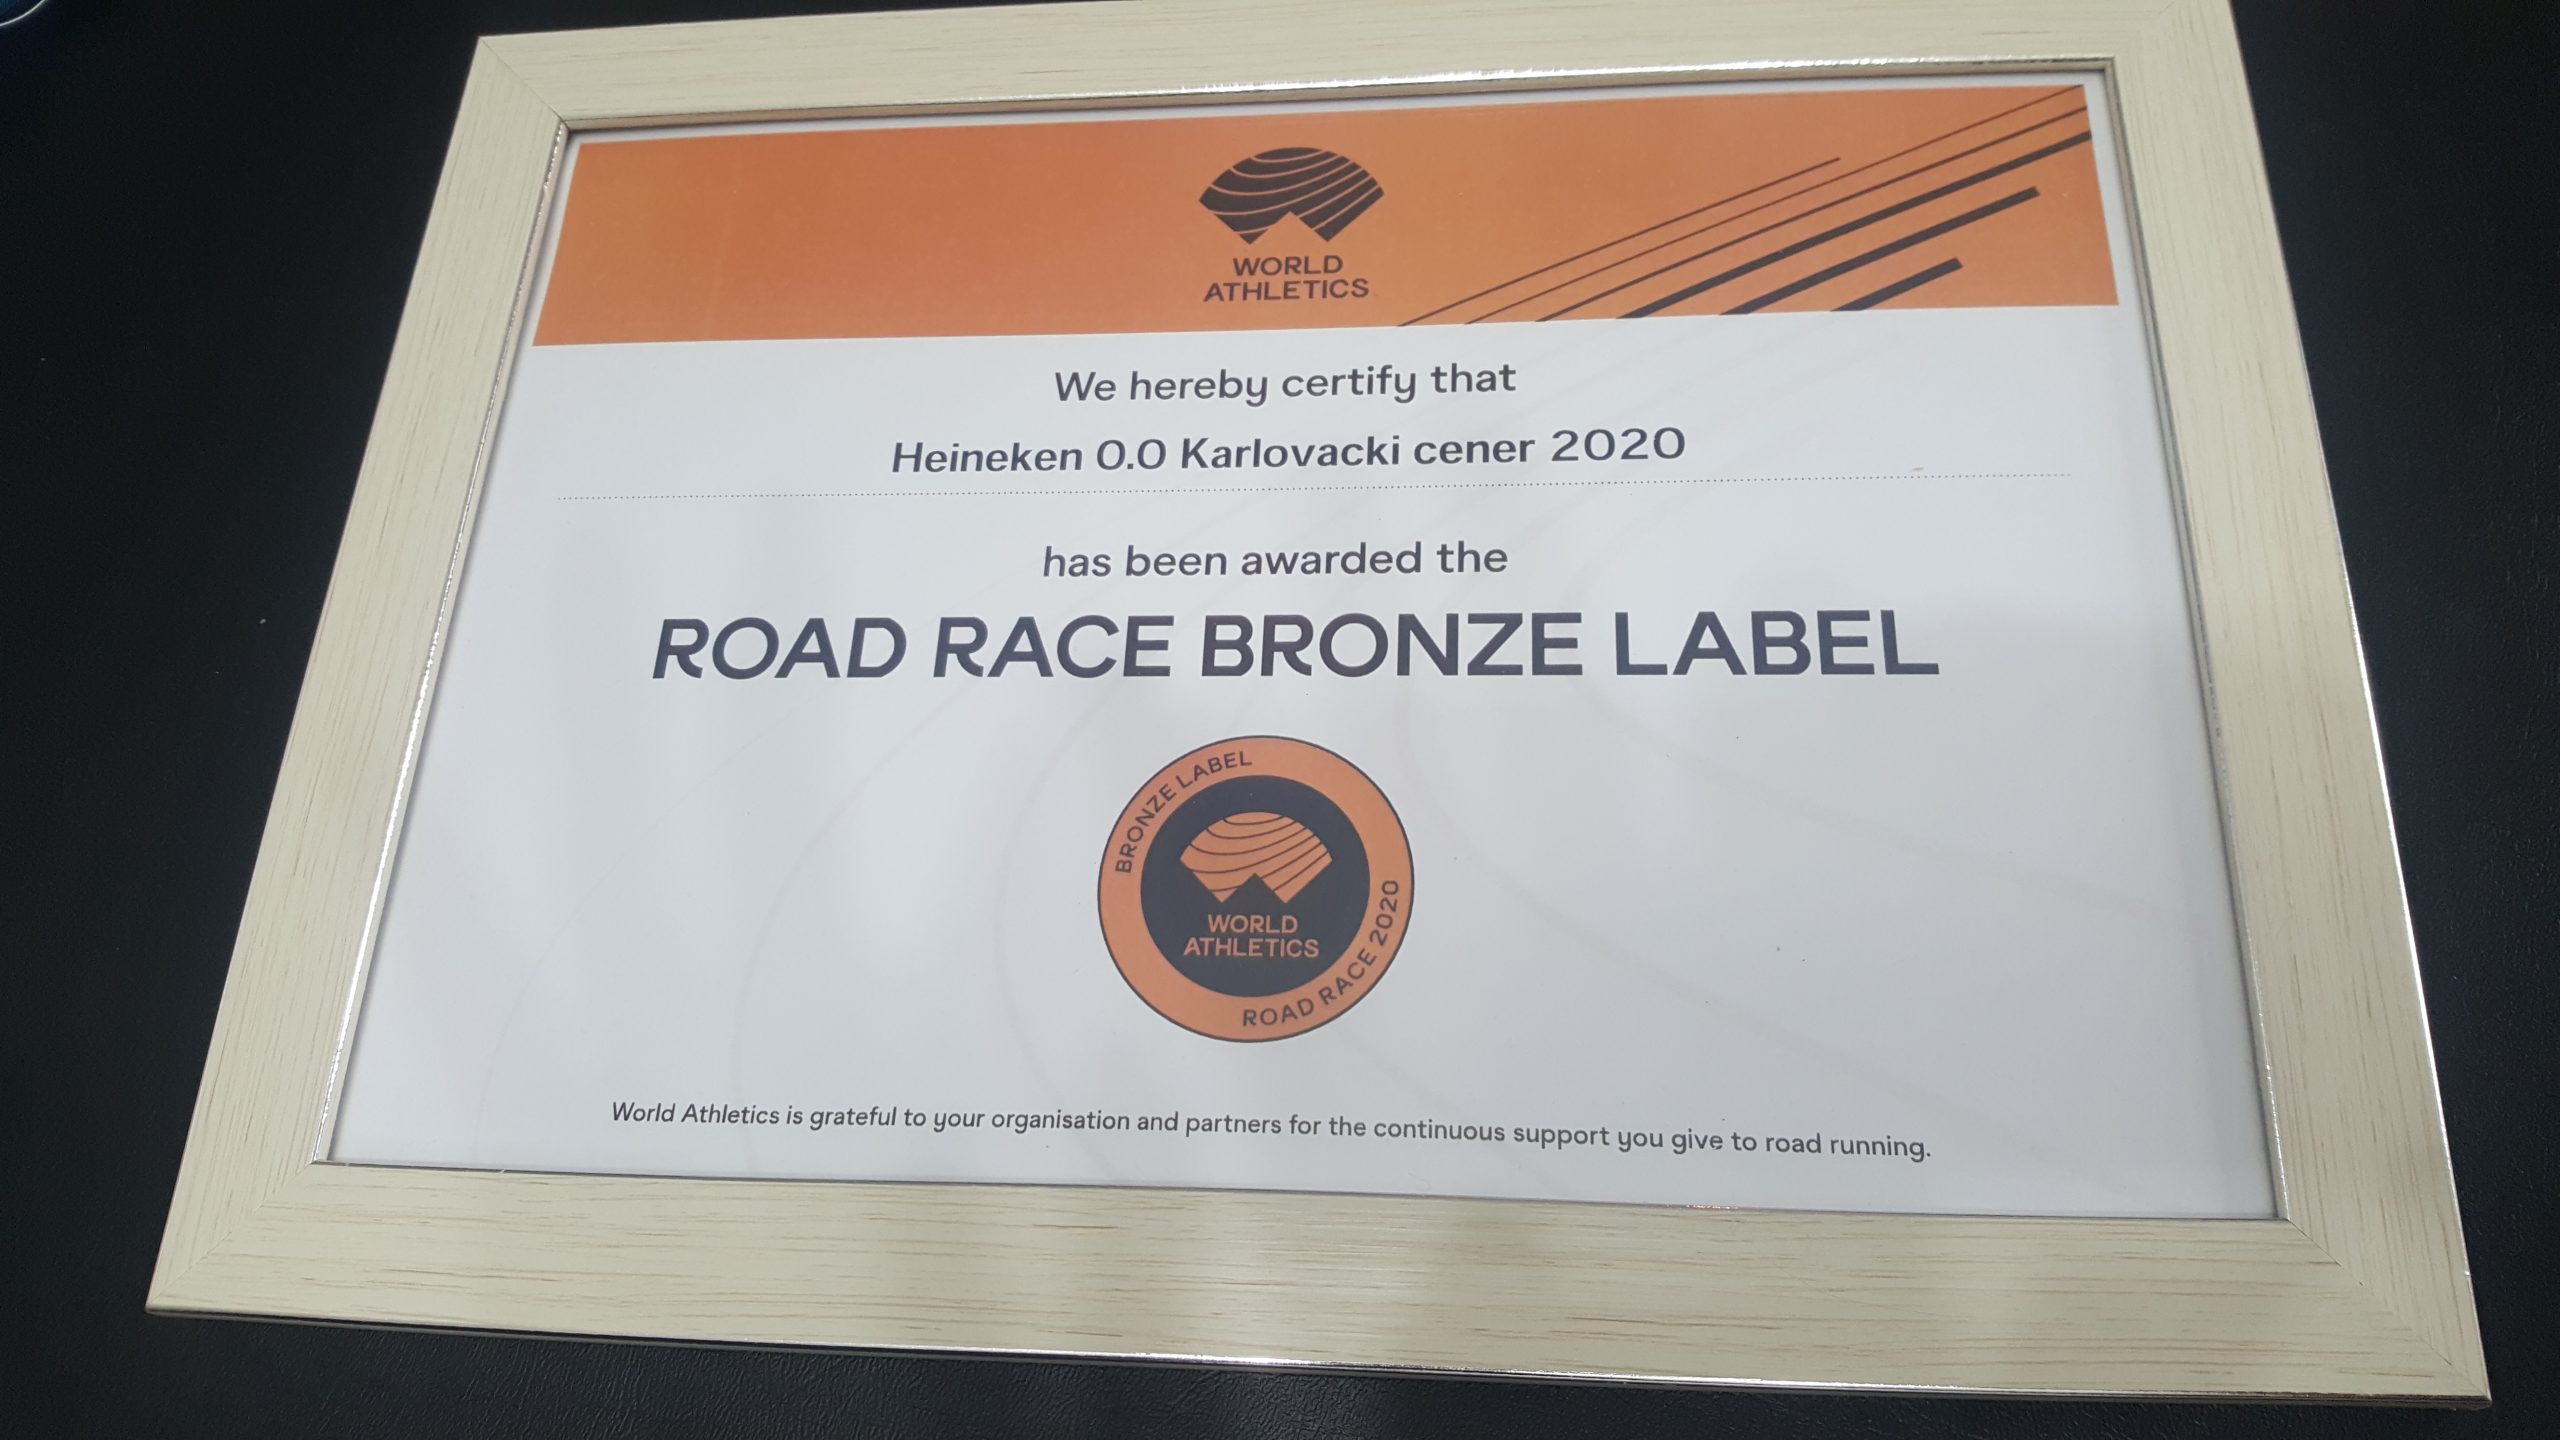 WORLD
ATHLETICS
We hereby certify that
Heineken 0.0 Karlovacki cener 2020
has been awarded the
ROAD RACE BRONZE LABEL
BRONZE LABEL
WORLD
ATHLETICS
ROAD RACE 2020
World Athletics is grateful to your organisation and partners for the continuous support you give to road running.